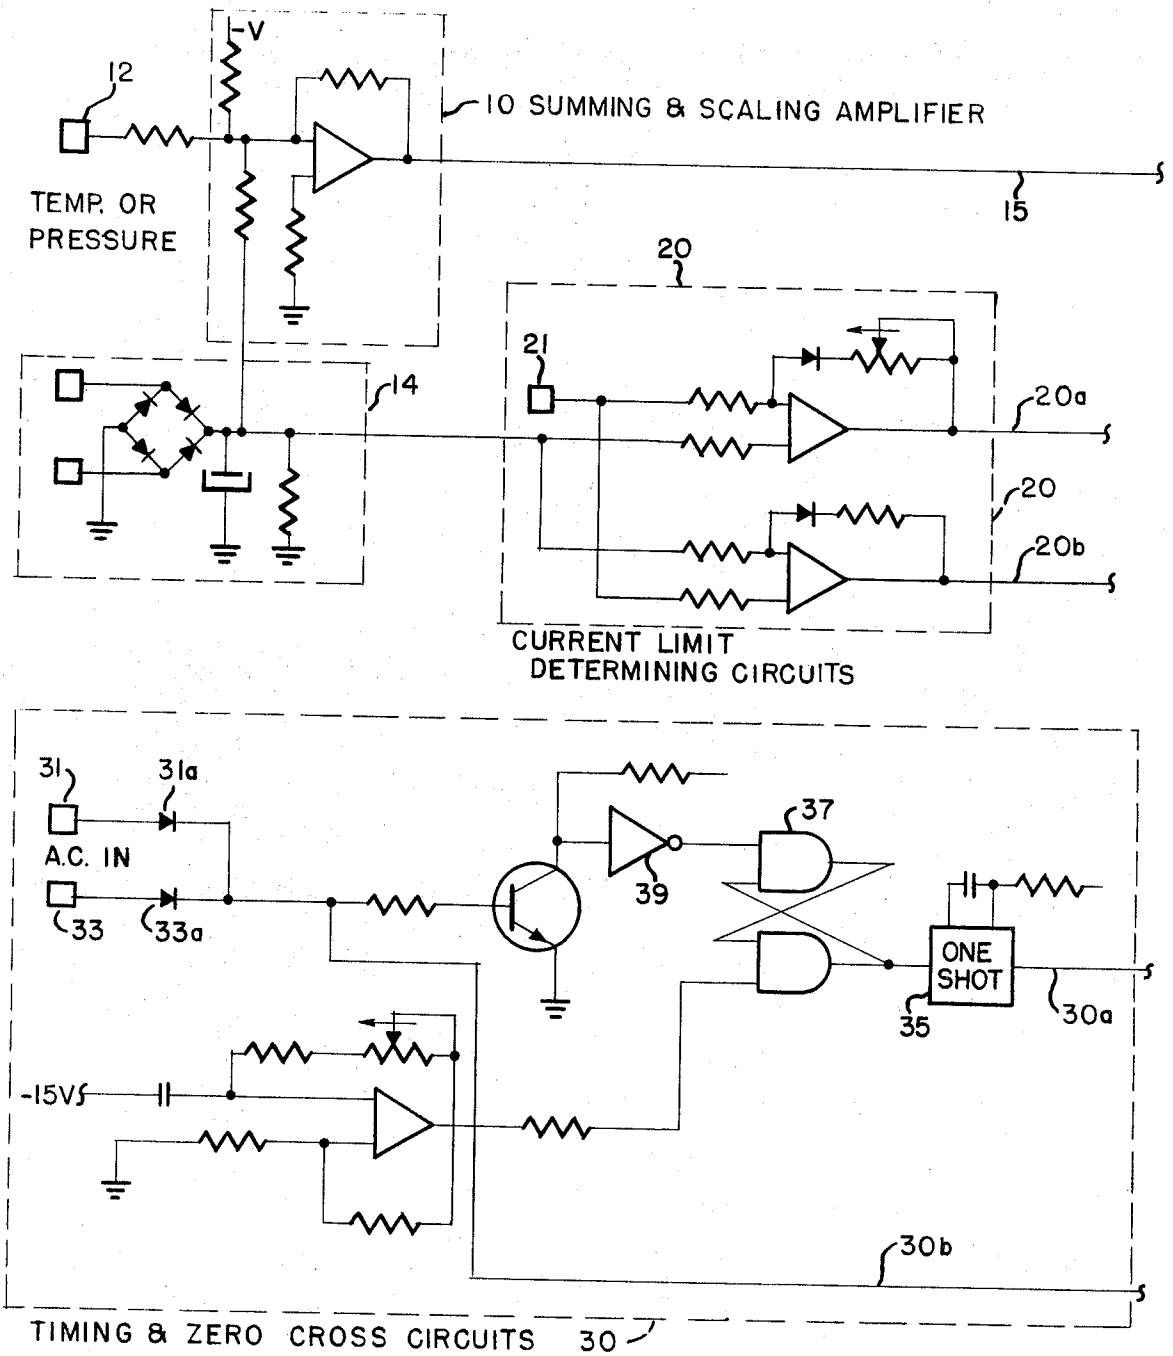 -V
12
10 SUMMING & SCALING AMPLIFIER
TEMP. OR
PRESSURE
15
20
21
14
20a
20
20b
CURRENT LIMIT
DETERMINING CIRCUITS
31
31a
37
A.C. IN
39
33
33a
ONE
SHOT
35
30a
-15V
30b
TIMING & ZERO CROSS CIRCUITS 30